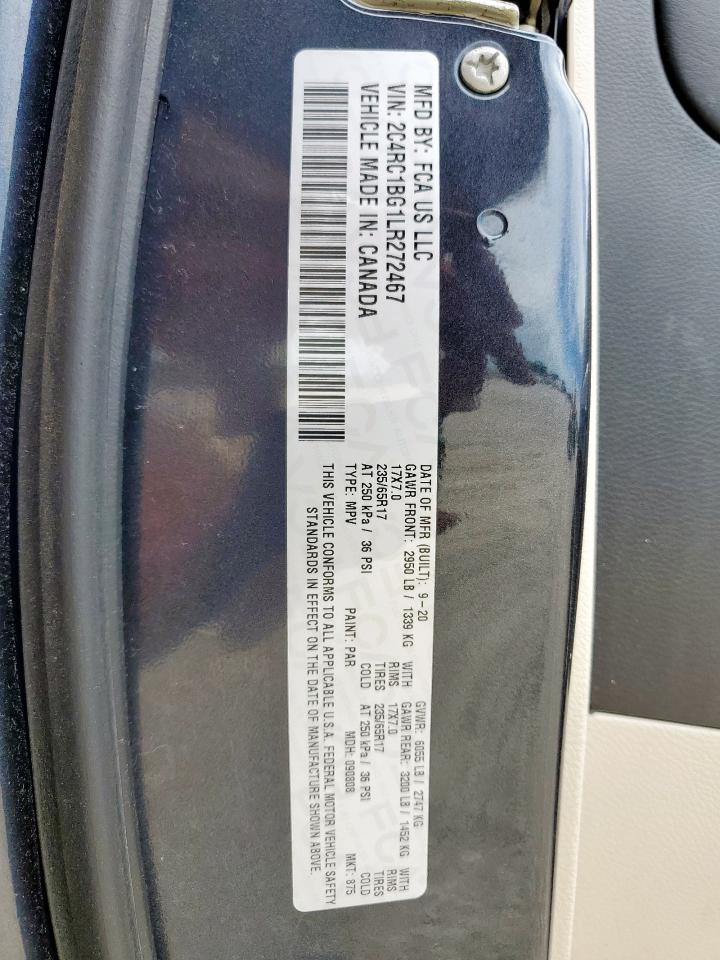 MFD BY: FCA US LLC
VIN: 2C4RC1BG1LR272467
VEHICLE MADE IN: CANADA
DATE OF MFR (BUILT): 9-20 GVWR: 6055 LB / 2747 KG
GAWR FRONT: 2950 LB / 1339 KG WITH GAWR REAR: 3200 LB / 1452 KG WITH
17X7.0 RIMS 17X7.0 RIMS
235/65R17 TIRES 235/65R17 TIRES
AT 250 kPa / 36 PSI COLD AT 250 kPa / 36 PSI COLD
TYPE: MPV PAINT: PAR MDH: 090808 MKT: 875
THIS VEHICLE CONFORMS TO ALL APPLICABLE U.S.A. FEDERAL MOTOR VEHICLE SAFETY
STANDARDS IN EFFECT ON THE DATE OF MANUFACTURE SHOWN ABOVE.